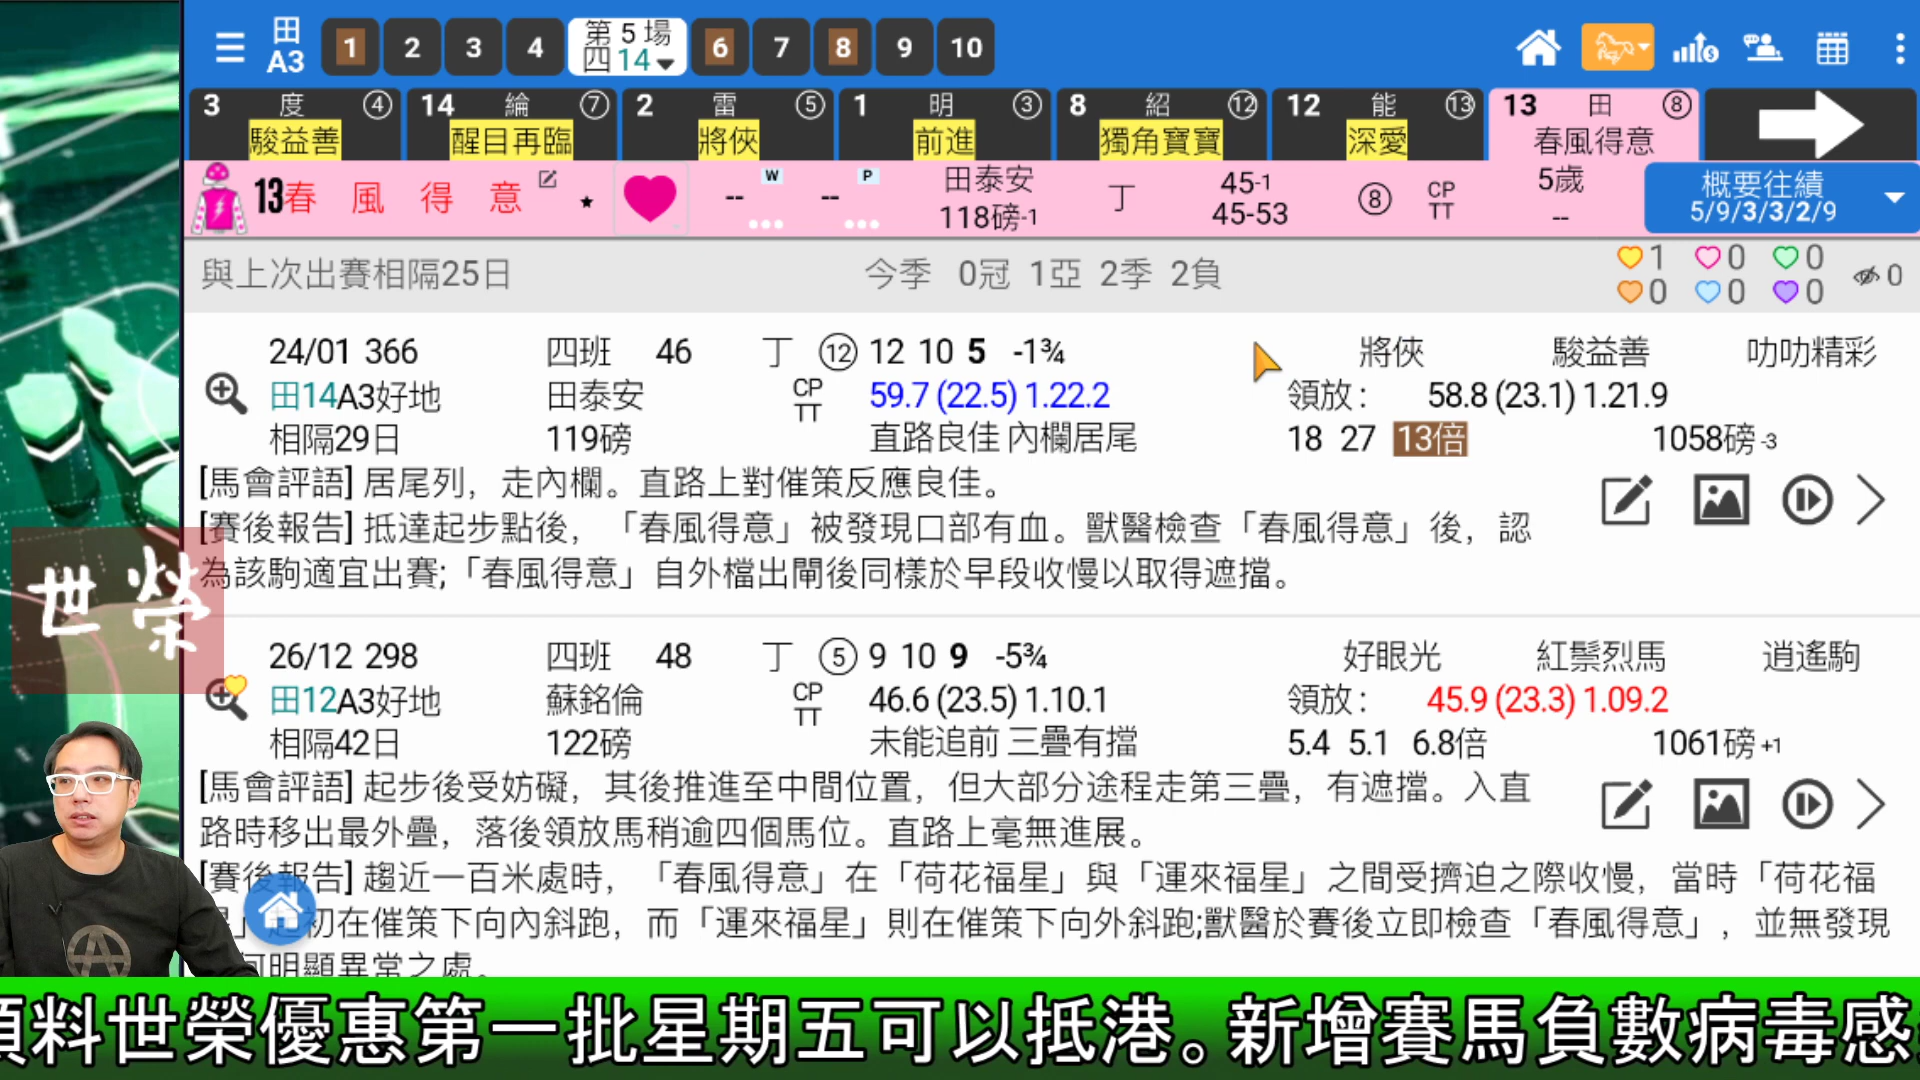 田 A3 1 2 3 4 第5場 四14 6 7 8 9 10
3 度 ④ 駿益善
14 綸 ⑦ 醒目再臨
2 雷 ⑤ 將俠
1 明 ③ 前進
8 紹 ⑫ 獨角寶寶
12 能 ⑬ 深愛
13 田 ⑧ 春風得意
13 春風得意 ★ -- W -- P 田泰安 118磅-1 丁 45-1 45-53 ⑧ CP TT 5歲 -- 概要往績 5/9/3/3/2/9
與上次出賽相隔25日 今季 0冠 1亞 2季 2負 1 0 0 0 0 0 0
24/01 366 四班 46 丁 ⑫ 12 10 5 -1¾ 將俠 駿益善 叻叻精彩
田14A3好地 田泰安 CP TT 59.7 (22.5) 1.22.2 領放: 58.8 (23.1) 1.21.9
相隔29日 119磅 直路良佳 內欄居尾 18 27 13倍 1058磅-3
[馬會評語] 居尾列，走內欄。直路上對催策反應良佳。
[賽後報告] 抵達起步點後，「春風得意」被發現口部有血。獸醫檢查「春風得意」後，認
為該駒適宜出賽;「春風得意」自外檔出閘後同樣於早段收慢以取得遮擋。
26/12 298 四班 48 丁 ⑤ 9 10 9 -5¾ 好眼光 紅鬃烈馬 逍遙駒
田12A3好地 蘇銘倫 CP TT 46.6 (23.5) 1.10.1 領放: 45.9 (23.3) 1.09.2
相隔42日 122磅 未能追前 三疊有擋 5.4 5.1 6.8倍 1061磅+1
[馬會評語] 起步後受妨礙，其後推進至中間位置，但大部分途程走第三疊，有遮擋。入直
路時移出最外疊，落後領放馬稍逾四個馬位。直路上毫無進展。
[賽後報告] 趨近一百米處時，「春風得意」在「荷花福星」與「運來福星」之間受擠迫之際收慢，當時「荷花福
」起初在催策下向內斜跑，而「運來福星」則在催策下向外斜跑;獸醫於賽後立即檢查「春風得意」，並無發現
何明顯異常之處。
世榮
料世榮優惠第一批星期五可以抵港。新增賽馬負數病毒感